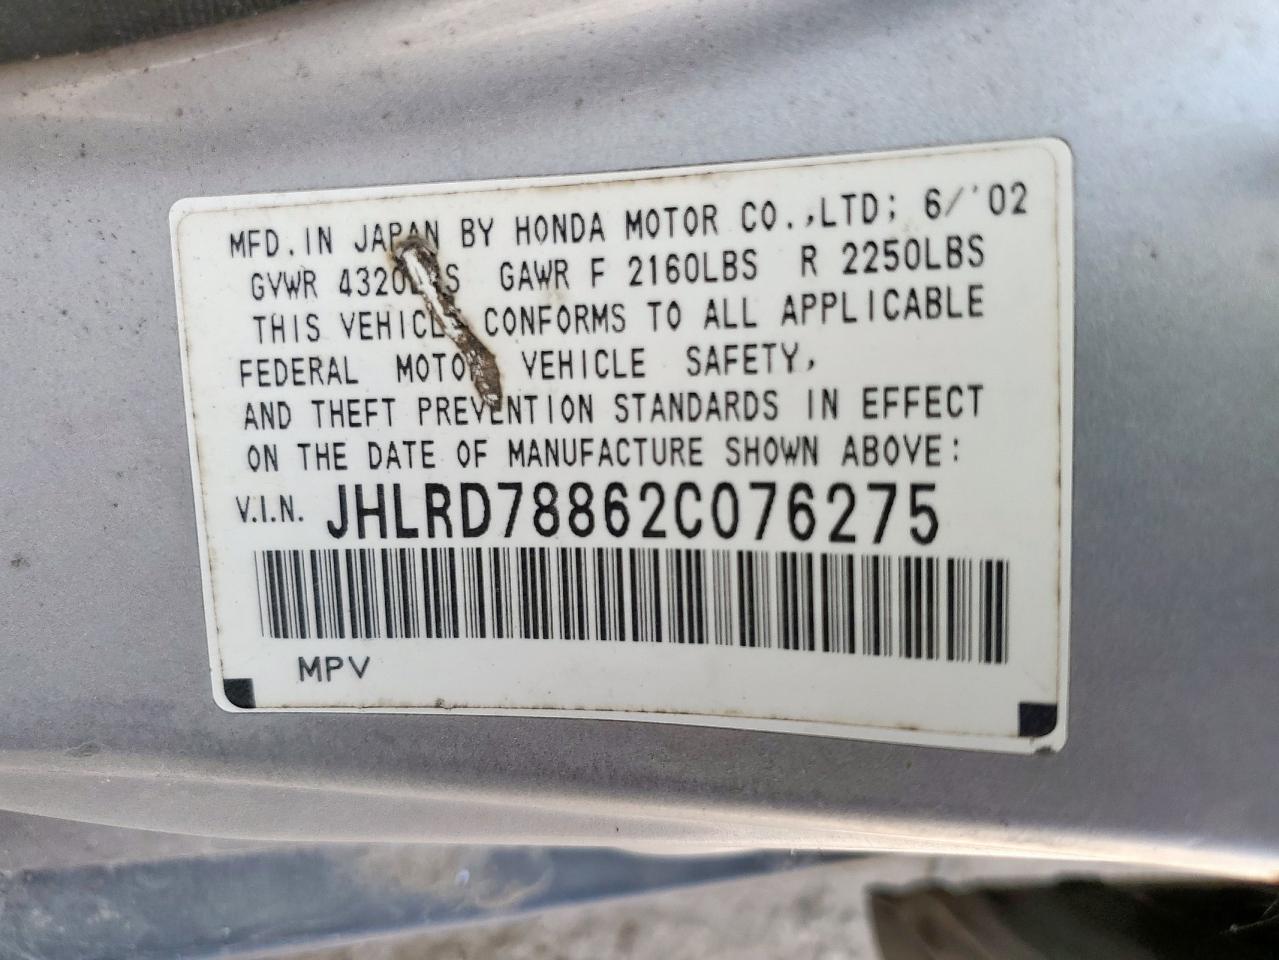 MFD.IN JAPAN BY HONDA MOTOR CO.,LTD; 6/'02
GVWR 4320LBS GAWR F 2160LBS R 2250LBS
THIS VEHICLE CONFORMS TO ALL APPLICABLE
FEDERAL MOTOR VEHICLE SAFETY,
AND THEFT PREVENTION STANDARDS IN EFFECT
ON THE DATE OF MANUFACTURE SHOWN ABOVE:
V.I.N. JHLRD78862C076275
MPV